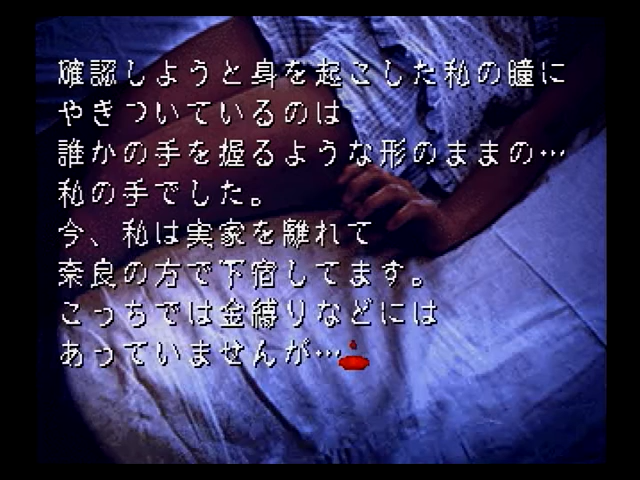 確認しようと身を起こした私の瞳に
やきついているのは
誰かの手を握るような形のままの…
私の手でした。
今、私は実家を離れて
奈良の方で下宿してます。
こっちでは金縛りなどには
あっていませんが…